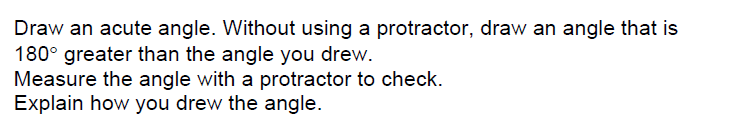 Draw an acute angle. Without using a protractor, draw an angle that is
180° greater than the angle you drew.
Measure the angle with a protractor to check.
Explain how you drew the angle.